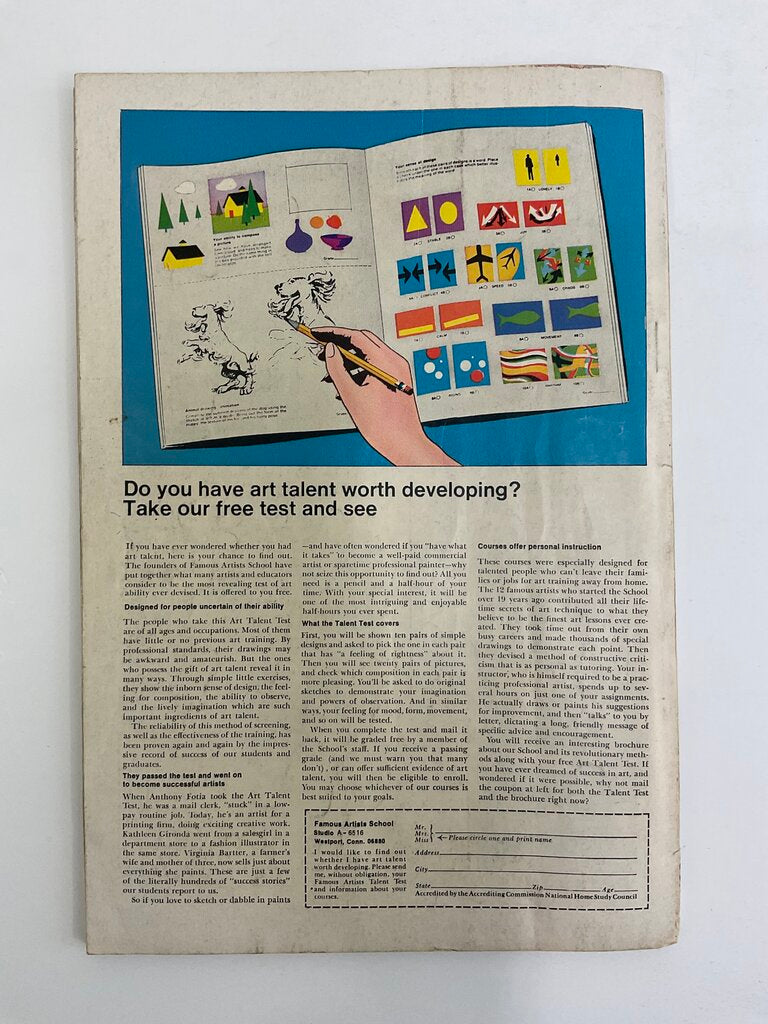 Your ability to compose
a picture
Your sense of design
1A LONELY 1B
2A STABLE 2B
3A JOY 3B
4A CONFLICT 4B
SPEED
CHAOS
CALM
MOVEMENT
Animal drawing
Do you have art talent worth developing?
Take our free test and see
If you have ever wondered whether you had
art talent, here is your chance to find out.
The founders of Famous Artists School have
put together what many artists and educators
consider to be the most revealing test of art
ability ever devised. It is offered to you free.
Designed for people uncertain of their ability
The people who take this Art Talent Test
are of all ages and occupations. Most of them
have little or no previous art training. By
professional standards, their drawings may
be awkward and amateurish. But the ones
who possess the gift of art talent reveal it in
many ways. Through simple little exercises,
they show the inborn sense of design, the feel-
ing for composition, the ability to observe,
and the lively imagination which are such
important ingredients of art talent.
The reliability of this method of screening,
as well as the effectiveness of the training, has
been proven again and again by the impres-
sive record of success of our students and
graduates.
They passed the test and went on
to become successful artists
When Anthony Fotia took the Art Talent
Test, he was a mail clerk, "stuck" in a low-
pay routine job. Today, he's an artist for a
printing firm, doing exciting creative work.
Kathleen Gironda went from a salesgirl in a
department store to a fashion illustrator in
the same store. Virginia Bartter, a farmer's
wife and mother of three, now sells just about
everything she paints. These are just a few
of the literally hundreds of "success stories"
our students report to us.
So if you love to sketch or dabble in paints
—and have often wondered if you "have what
it takes" to become a well-paid commercial
artist or sparetime professional painter—why
not seize this opportunity to find out? All you
need is a pencil and a half-hour of your
time. With your special interest, it will be
one of the most intriguing and enjoyable
half-hours you ever spent.
What the Talent Test covers
First, you will be shown ten pairs of simple
designs and asked to pick the one in each pair
that has "a feeling of rightness" about it.
Then you will see twenty pairs of pictures,
and check which composition in each pair is
more pleasing. You'll be asked to do original
sketches to demonstrate your imagination
and powers of observation. And in similar
ways, your feeling for mood, form, movement,
and so on will be tested.
When you complete the test and mail it
back, it will be graded free by a member of
the School's staff. If you receive a passing
grade (and we must warn you that many
don't), or can offer sufficient evidence of art
talent, you will then be eligible to enroll.
You may choose whichever of our courses is
best suited to your goals.
Courses offer personal instruction
These courses were especially designed for
talented people who can't leave their fami-
lies or jobs for art training away from home.
The 12 famous artists who started the School
over 19 years ago contributed all their life-
time secrets of art technique to what they
believe to be the finest art lessons ever cre-
ated. They took time out from their own
busy careers and made thousands of special
drawings to demonstrate each point. Then
they devised a method of constructive criti-
cism that is as personal as tutoring. Your in-
structor, who is himself required to be a prac-
ticing professional artist, spends up to sev-
eral hours on just one of your assignments.
He actually draws or paints his suggestions
for improvement, and then "talks" to you by
letter, dictating a long, friendly message of
specific advice and encouragement.
You will receive an interesting brochure
about our School and its revolutionary meth-
ods along with your free Art Talent Test. If
you have ever dreamed of success in art, and
wondered if it were possible, why not mail
the coupon at left for both the Talent Test
and the brochure right now?
Famous Artists School
Studio A-6516
Westport, Conn. 06880
I would like to find out
whether I have art talent
worth developing. Please send
me, without obligation, your
Famous Artists Talent Test
and information about your
courses.
Mr.
Mrs.
Miss
Please circle one and print name
Address
City
State Zip Age
Accredited by the Accrediting Commission National Home Study Council